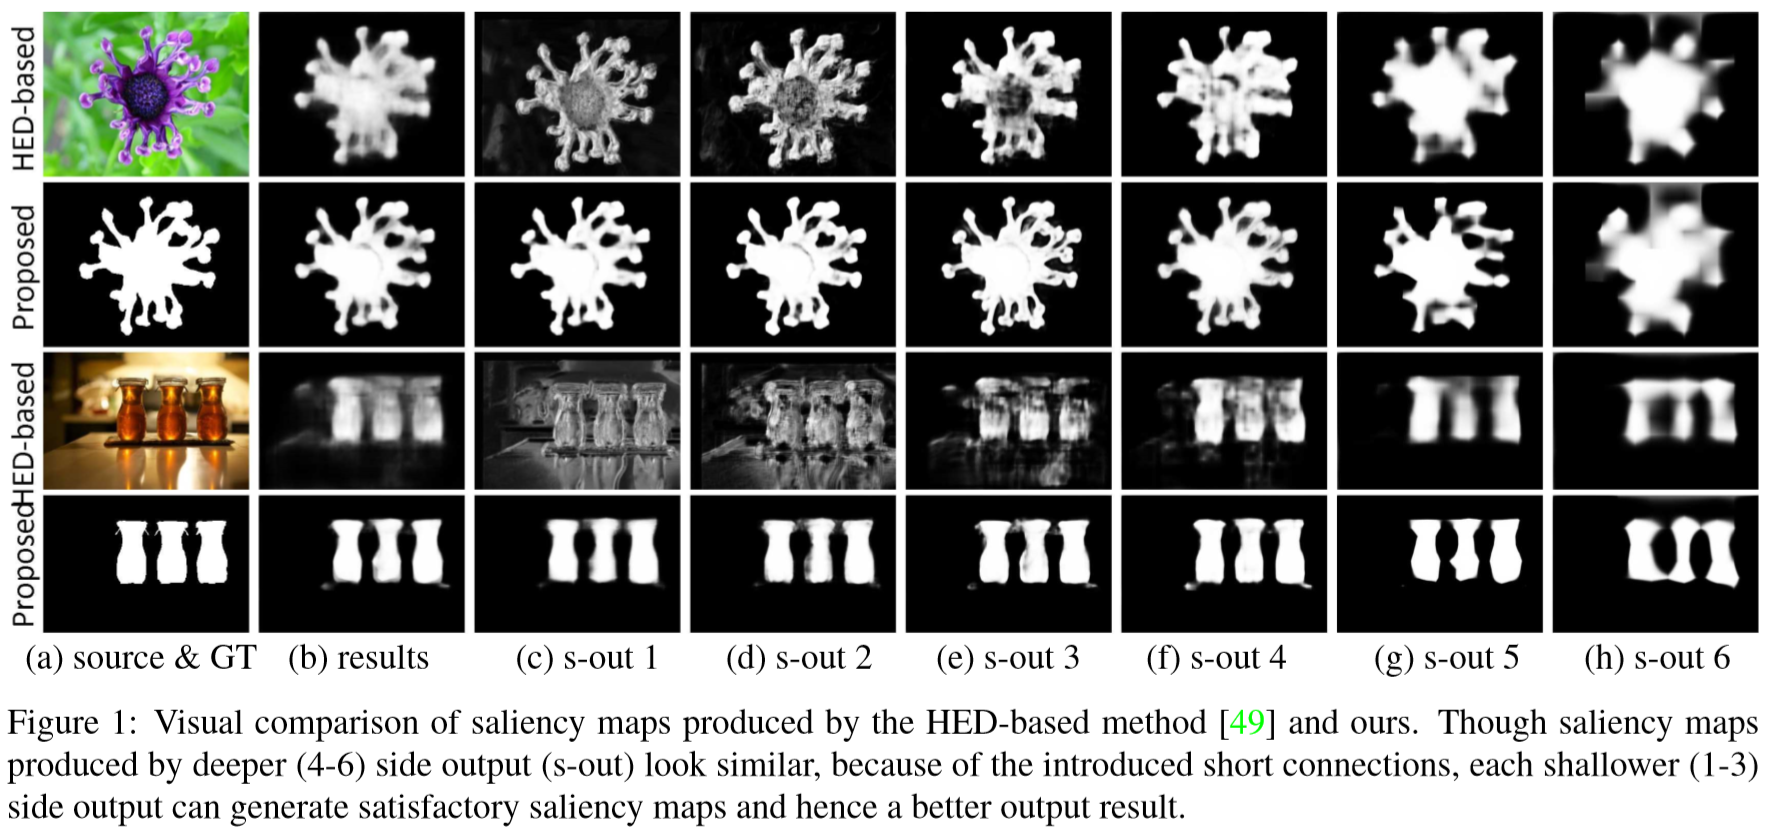 HED-based
Proposed
HED-based
Proposed
(a) source & GT (b) results (c) s-out 1 (d) s-out 2 (e) s-out 3 (f) s-out 4 (g) s-out 5 (h) s-out 6
Figure 1: Visual comparison of saliency maps produced by the HED-based method [49] and ours. Though saliency maps
produced by deeper (4-6) side output (s-out) look similar, because of the introduced short connections, each shallower (1-3)
side output can generate satisfactory saliency maps and hence a better output result.